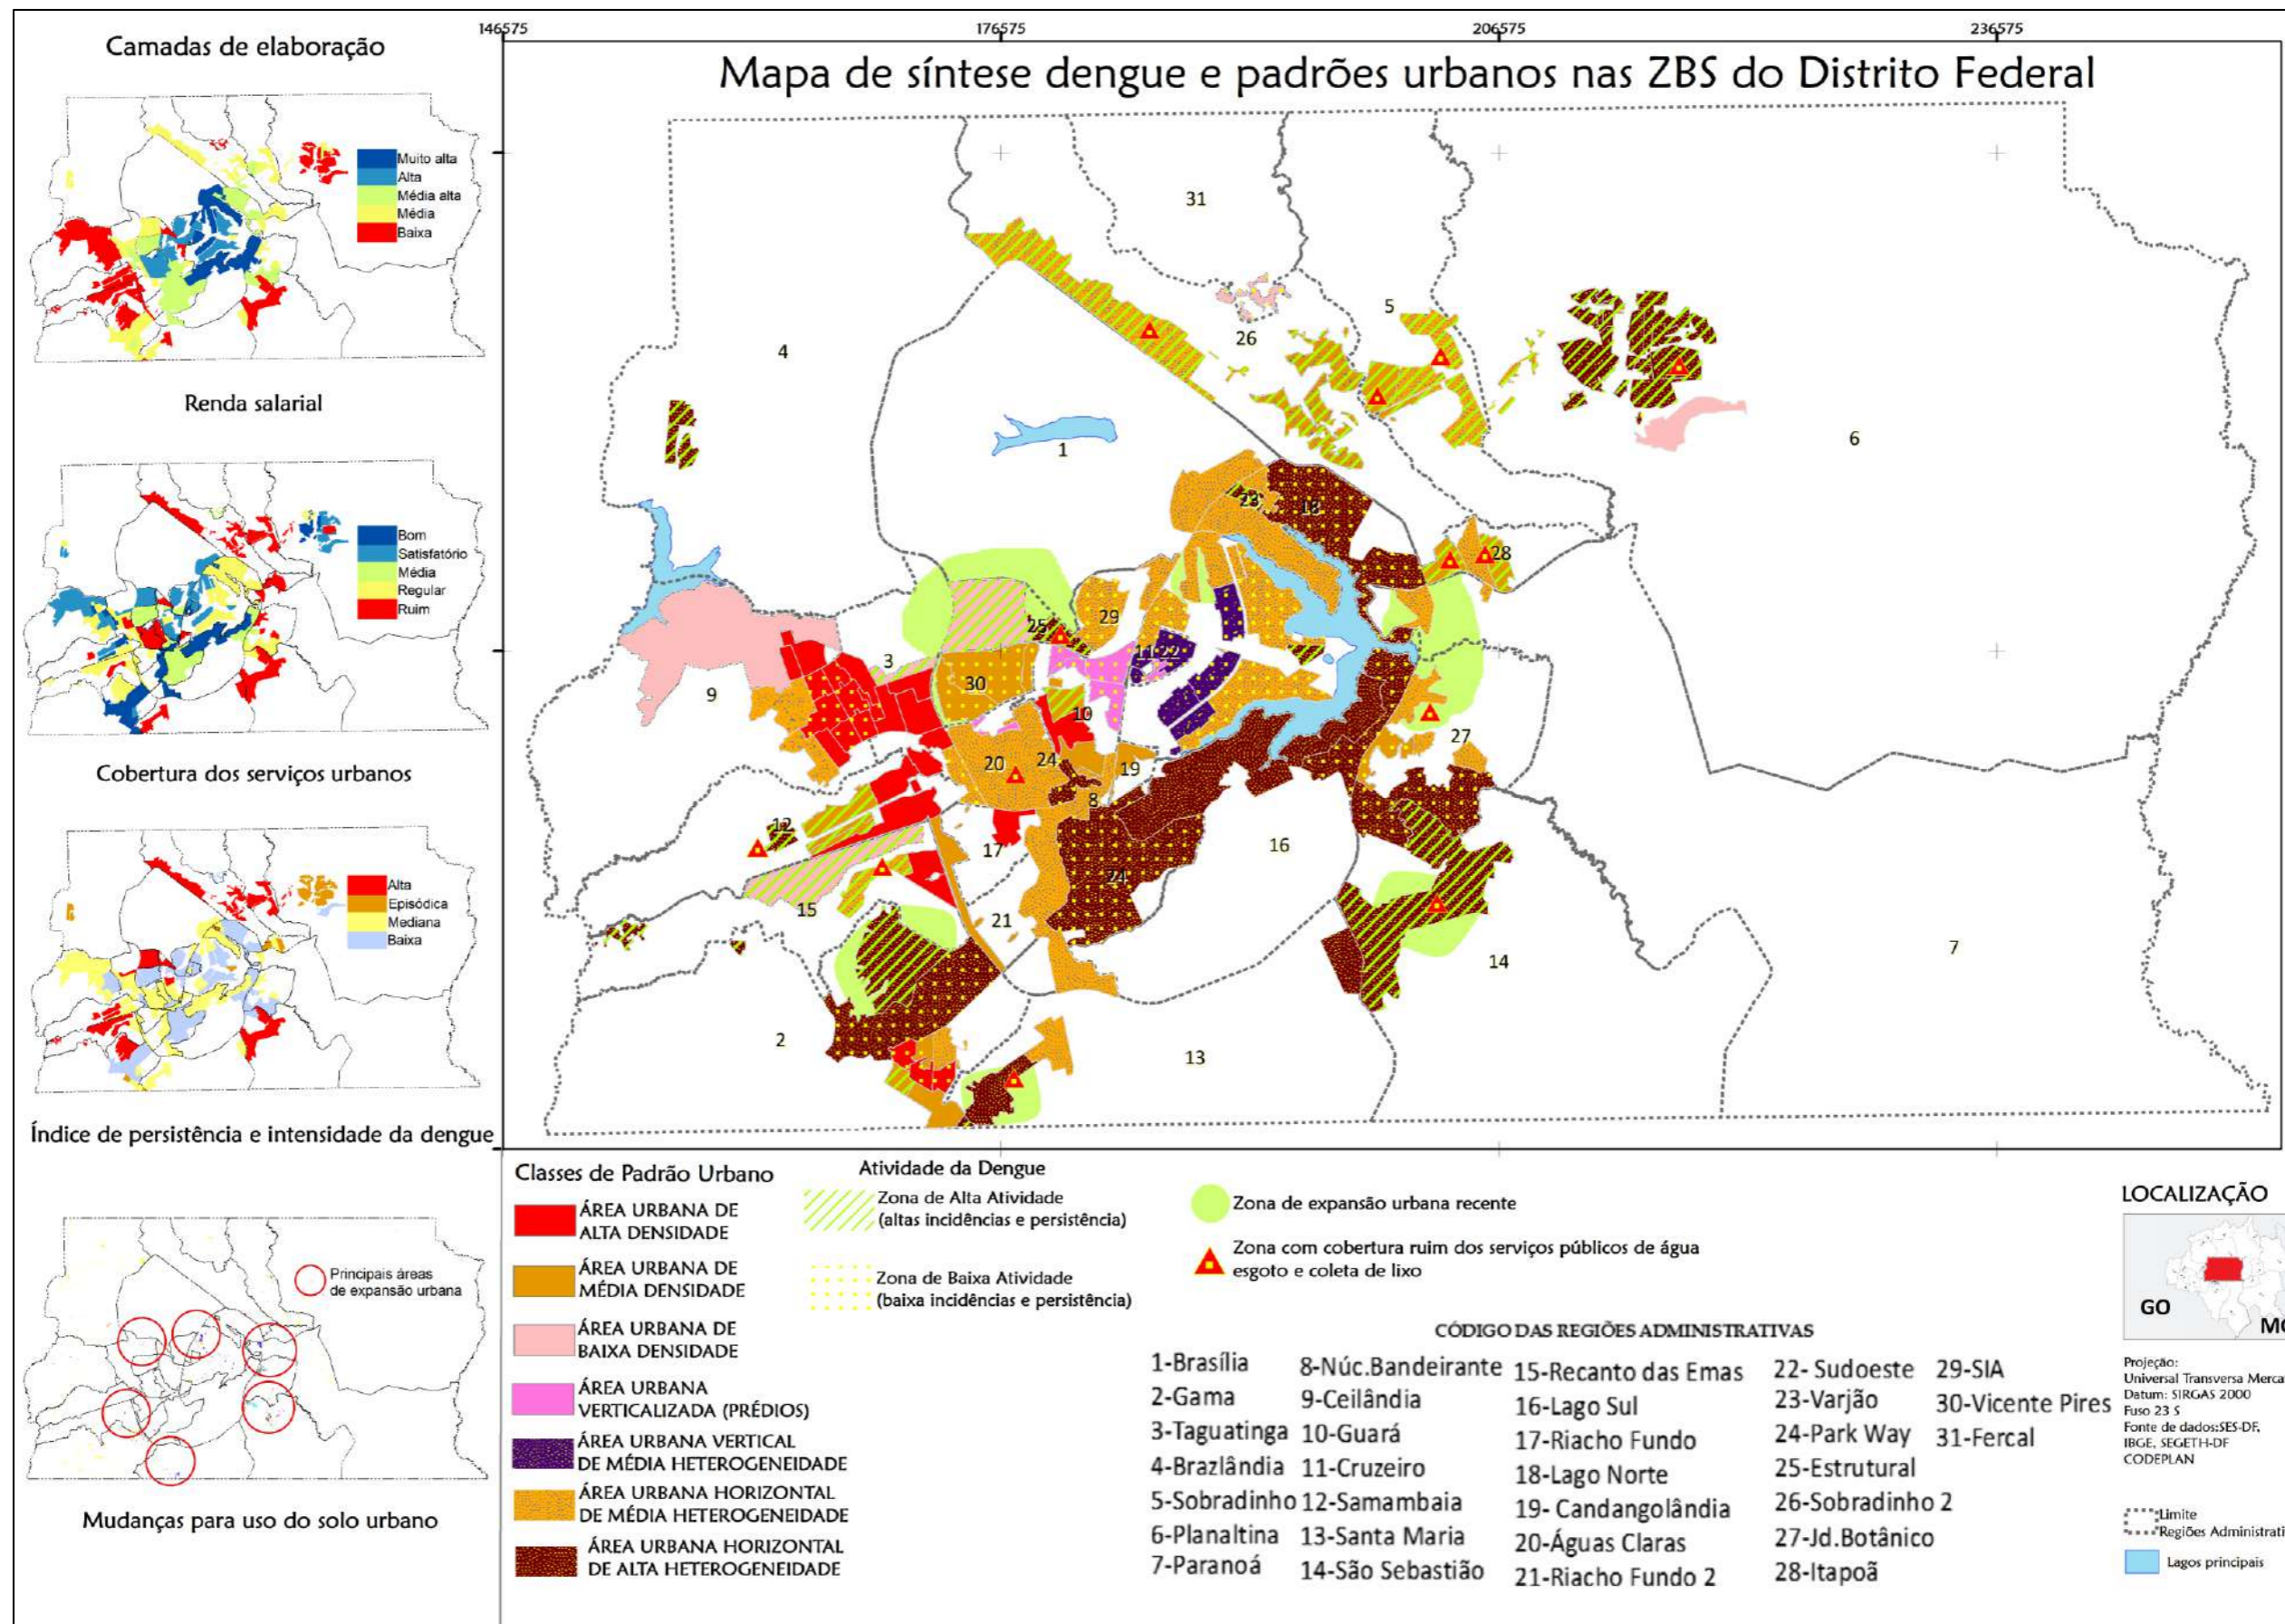 146575
176575
206575
236575
Camadas de elaboração
Muito alta
Alta
Média alta
Média
Baixa
Renda salarial
Bom
Satisfatório
Média
Regular
Ruim
Cobertura dos serviços urbanos
Alta
Episódica
Mediana
Baixa
Índice de persistência e intensidade da dengue
Principais áreas
de expansão urbana
Mudanças para uso do solo urbano
Mapa de síntese dengue e padrões urbanos nas ZBS do Distrito Federal
31
5
26
4
6
1
23
18
28
29
25
11
22
3
30
9
10
27
20
24
19
8
12
17
16
24
15
21
14
7
2
13
Classes de Padrão Urbano
ÁREA URBANA DE
ALTA DENSIDADE
ÁREA URBANA DE
MÉDIA DENSIDADE
ÁREA URBANA DE
BAIXA DENSIDADE
ÁREA URBANA
VERTICALIZADA (PRÉDIOS)
ÁREA URBANA VERTICAL
DE MÉDIA HETEROGENEIDADE
ÁREA URBANA HORIZONTAL
DE MÉDIA HETEROGENEIDADE
ÁREA URBANA HORIZONTAL
DE ALTA HETEROGENEIDADE
Atividade da Dengue
Zona de Alta Atividade
(altas incidências e persistência)
Zona de Baixa Atividade
(baixa incidências e persistência)
Zona de expansão urbana recente
Zona com cobertura ruim dos serviços públicos de água
esgoto e coleta de lixo
CÓDIGO DAS REGIÕES ADMINISTRATIVAS
1-Brasília
2-Gama
3-Taguatinga
4-Brazlândia
5-Sobradinho
6-Planaltina
7-Paranoá
8-Núc.Bandeirante
9-Ceilândia
10-Guará
11-Cruzeiro
12-Samambaia
13-Santa Maria
14-São Sebastião
15-Recanto das Emas
16-Lago Sul
17-Riacho Fundo
18-Lago Norte
19- Candangolândia
20-Águas Claras
21-Riacho Fundo 2
22- Sudoeste
23-Varjão
24-Park Way
25-Estrutural
26-Sobradinho 2
27-Jd.Botânico
28-Itapoã
29-SIA
30-Vicente Pires
31-Fercal
LOCALIZAÇÃO
GO
Projeção:
Universal Transversa Merca
Datum: SIRGAS 2000
Fuso 23 S
Fonte de dados:SES-DF,
IBGE, SEGETH-DF
CODEPLAN
Limite
Regiões Administrati
Lagos principais